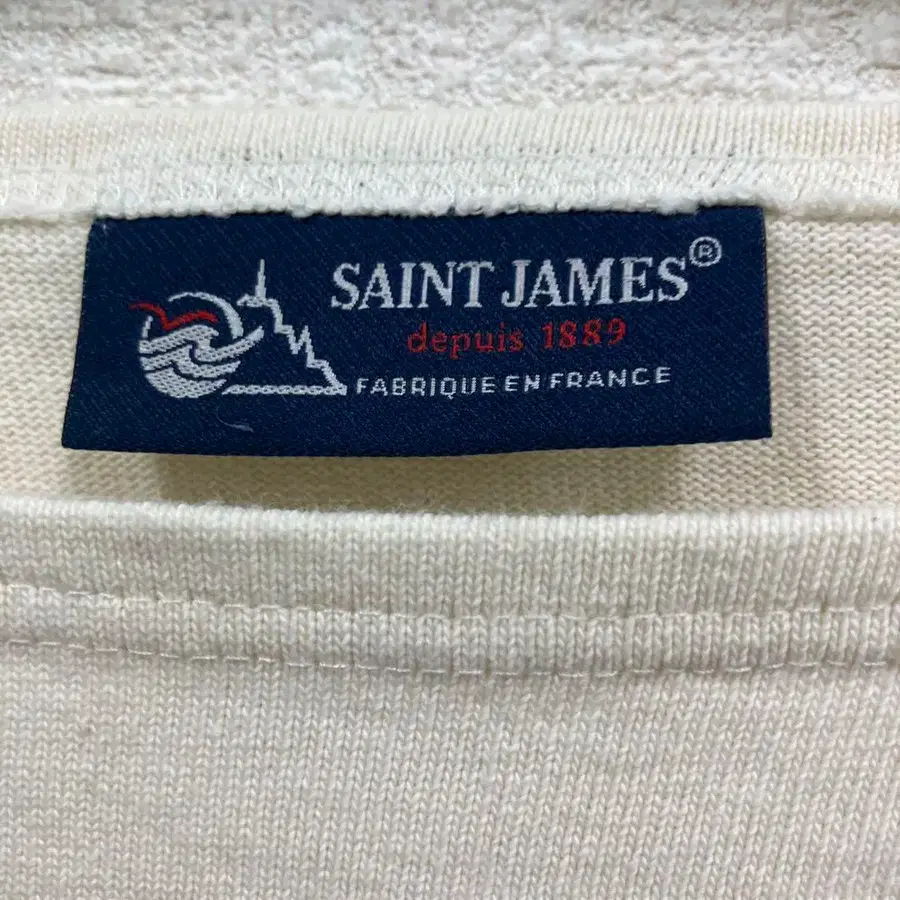 SAINT JAMES®
depuis 1889
FABRIQUE EN FRANCE